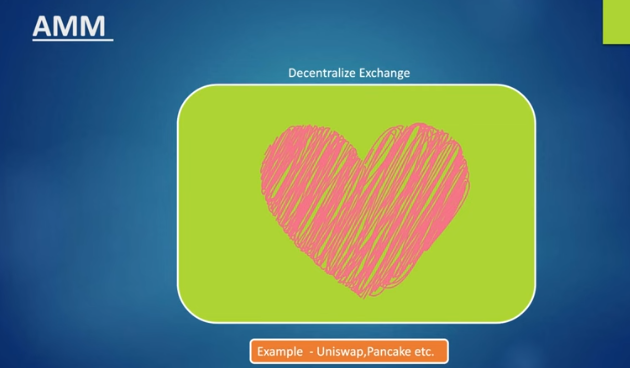 AMM
Decentralize Exchange
Example - Uniswap,Pancake etc.